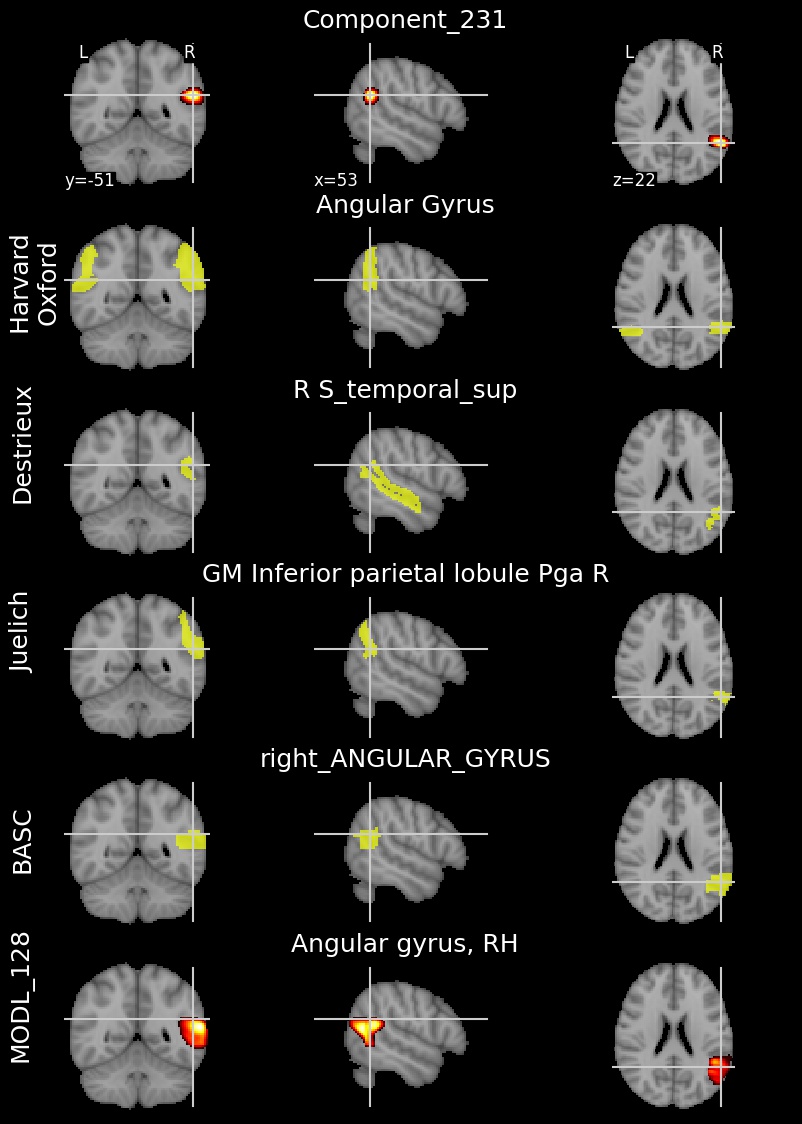 Component_231
L R
L R
y=-51
x=53
z=22
Angular Gyrus
Harvard
Oxford
R S_temporal_sup
Destrieux
GM Inferior parietal lobule Pga R
Juelich
right_ANGULAR_GYRUS
BASC
Angular gyrus, RH
MODL_128